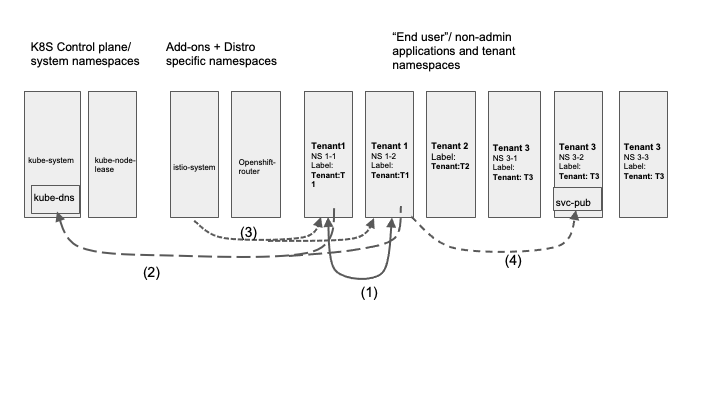 K8S Control plane/
system namespaces
Add-ons + Distro
specific namespaces
“End user”/ non-admin
applications and tenant
namespaces
kube-system
kube-dns
kube-node-
lease
istio-system
Openshift-
router
Tenant1
NS 1-1
Label:
Tenant:T
1
Tenant 1
NS 1-2
Label:
Tenant:T1
Tenant 2
Label:
Tenant:T2
Tenant 3
NS 3-1
Label:
Tenant: T3
Tenant 3
NS 3-2
Label:
Tenant: T3
svc-pub
Tenant 3
NS 3-3
Label:
Tenant: T3
(3)
(2)
(4)
(1)